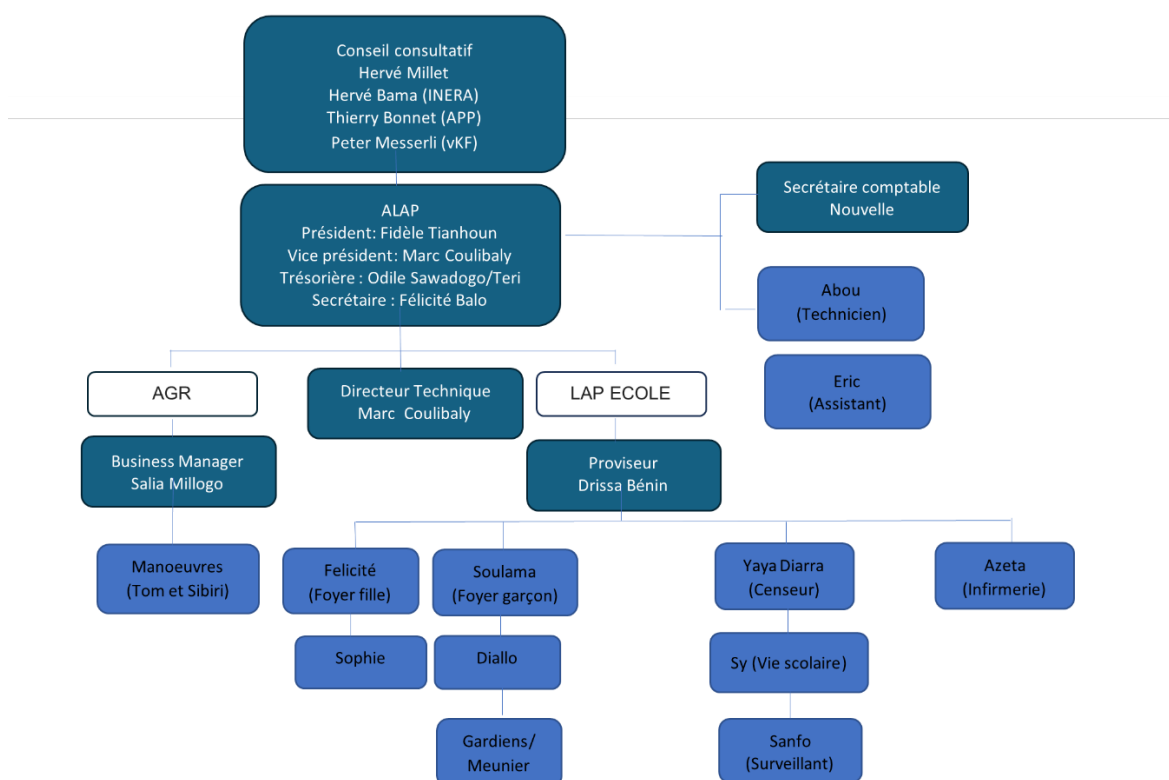 Conseil consultatif
Hervé Millet
Hervé Bama (INERA)
Thierry Bonnet (APP)
Peter Messerli (vKF)
ALAP
Président: Fidèle Tianhoun
Vice président: Marc Coulibaly
Trésorière : Odile Sawadogo/Teri
Secrétaire : Félicité Balo
Secrétaire comptable
Nouvelle
Abou
(Technicien)
Eric
(Assistant)
AGR
Directeur Technique
Marc Coulibaly
LAP ECOLE
Business Manager
Salia Millogo
Proviseur
Drissa Bénin
Manoeuvres
(Tom et Sibiri)
Felicité
(Foyer fille)
Soulama
(Foyer garçon)
Yaya Diarra
(Censeur)
Azeta
(Infirmerie)
Sophie
Diallo
Sy (Vie scolaire)
Gardiens/
Meunier
Sanfo
(Surveillant)